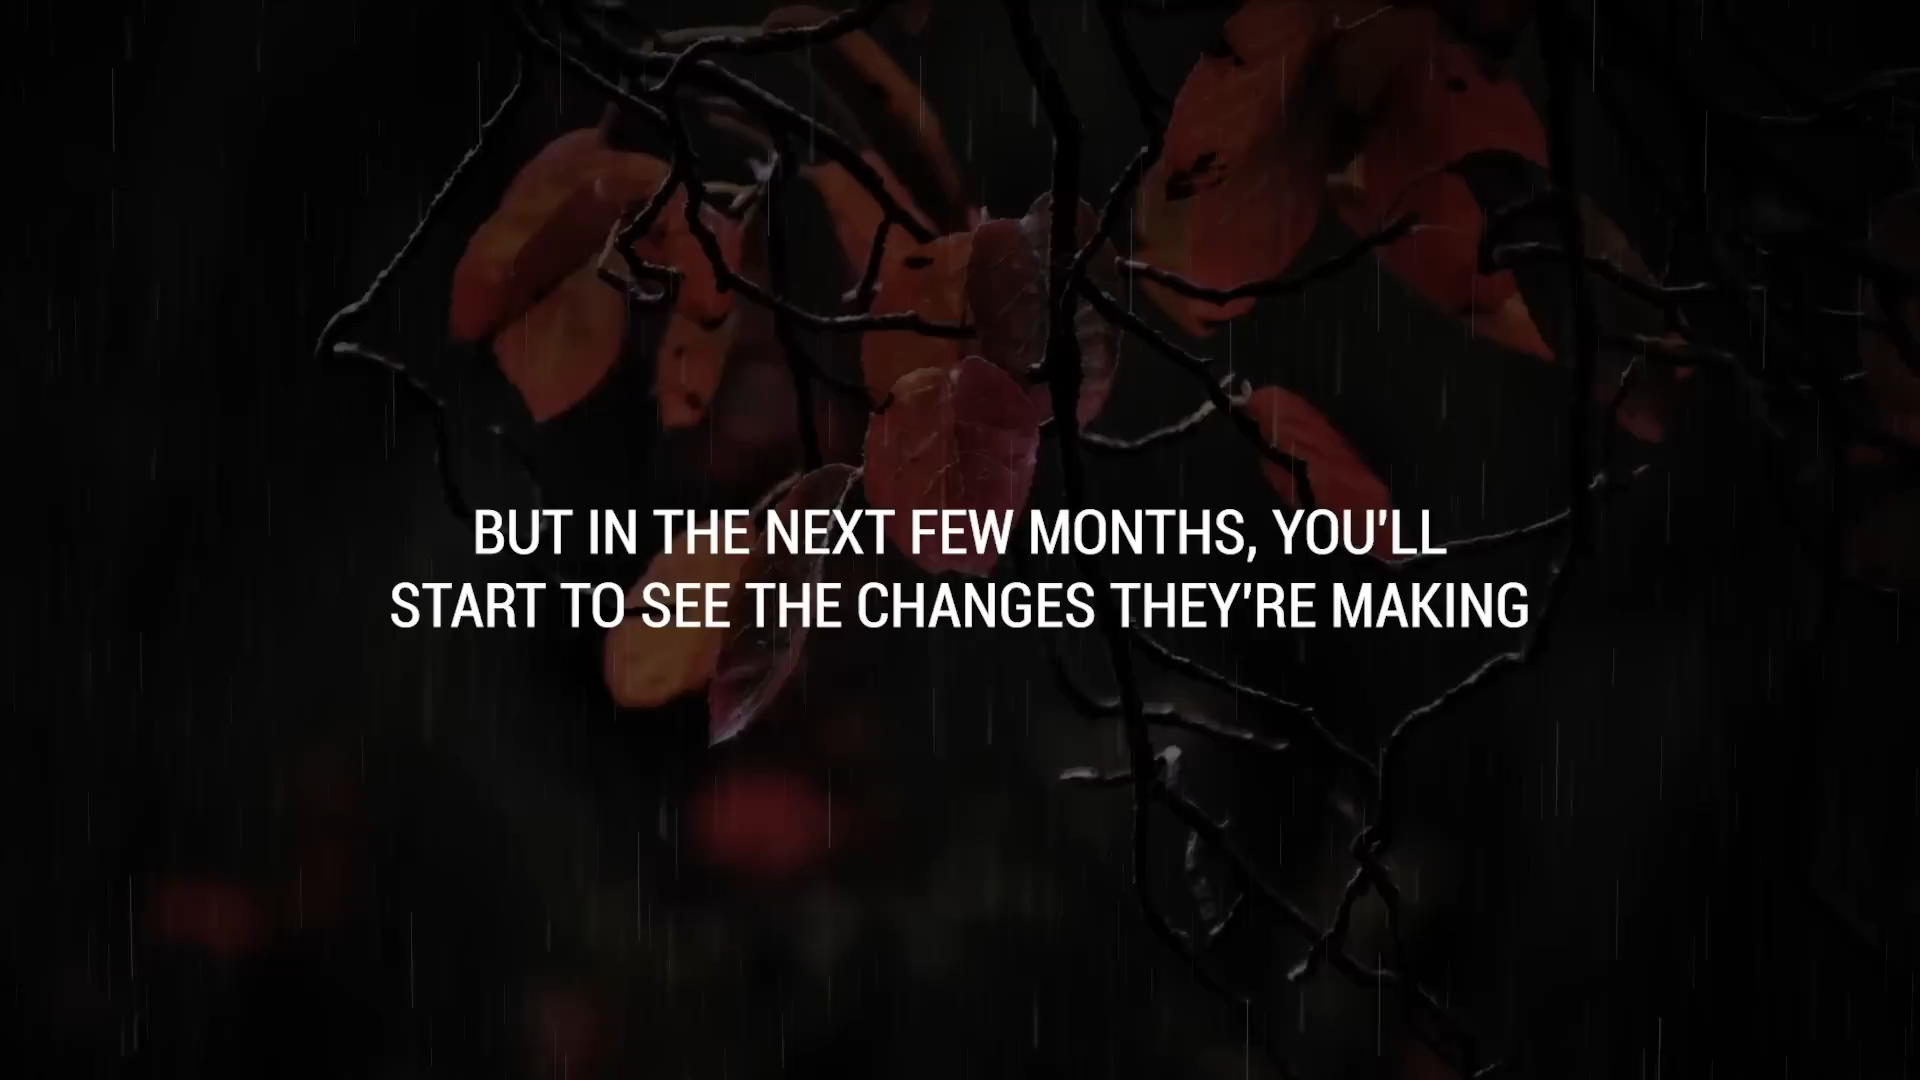 BUT IN THE NEXT FEW MONTHS, YOU'LL
START TO SEE THE CHANGES THEY'RE MAKING